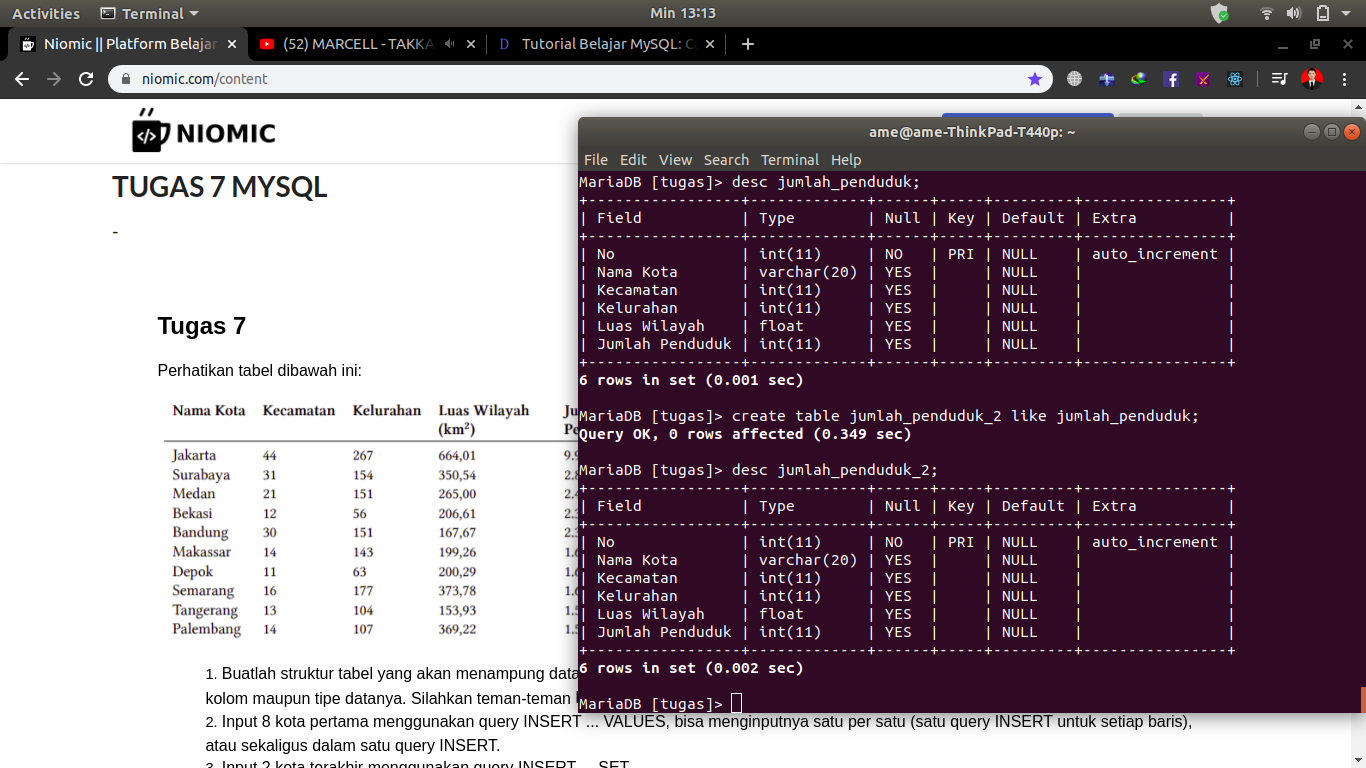 Activities Terminal Min 13:13
Niomic || Platform Belajar (52) MARCELL - TAKKA Tutorial Belajar MySQL: C
niomic.com/content
NIOMIC
TUGAS 7 MYSQL
-
Tugas 7
Perhatikan tabel dibawah ini:
Nama Kota Kecamatan Kelurahan Luas Wilayah (km²)
Jakarta 44 267 664,01
Surabaya 31 154 350,54
Medan 21 151 265,00
Bekasi 12 56 206,61
Bandung 30 151 167,67
Makassar 14 143 199,26
Depok 11 63 200,29
Semarang 16 177 373,78
Tangerang 13 104 153,93
Palembang 14 107 369,22
1. Buatlah struktur tabel yang akan menampung data
kolom maupun tipe datanya. Silahkan teman-teman
2. Input 8 kota pertama menggunakan query INSERT ... VALUES, bisa menginputnya satu per satu (satu query INSERT untuk setiap baris),
atau sekaligus dalam satu query INSERT.
3. Input 2 kota terakhir menggunakan query INSERT ... SET
ame@ame-ThinkPad-T440p: ~
File Edit View Search Terminal Help
MariaDB [tugas]> desc jumlah_penduduk;
+-----------------+-------------+------+-----+---------+----------------+
| Field           | Type        | Null | Key | Default | Extra          |
+-----------------+-------------+------+-----+---------+----------------+
| No              | int(11)     | NO   | PRI | NULL    | auto_increment |
| Nama Kota       | varchar(20) | YES  |     | NULL    |                |
| Kecamatan       | int(11)     | YES  |     | NULL    |                |
| Kelurahan       | int(11)     | YES  |     | NULL    |                |
| Luas Wilayah    | float       | YES  |     | NULL    |                |
| Jumlah Penduduk | int(11)     | YES  |     | NULL    |                |
+-----------------+-------------+------+-----+---------+----------------+
6 rows in set (0.001 sec)
MariaDB [tugas]> create table jumlah_penduduk_2 like jumlah_penduduk;
Query OK, 0 rows affected (0.349 sec)
MariaDB [tugas]> desc jumlah_penduduk_2;
+-----------------+-------------+------+-----+---------+----------------+
| Field           | Type        | Null | Key | Default | Extra          |
+-----------------+-------------+------+-----+---------+----------------+
| No              | int(11)     | NO   | PRI | NULL    | auto_increment |
| Nama Kota       | varchar(20) | YES  |     | NULL    |                |
| Kecamatan       | int(11)     | YES  |     | NULL    |                |
| Kelurahan       | int(11)     | YES  |     | NULL    |                |
| Luas Wilayah    | float       | YES  |     | NULL    |                |
| Jumlah Penduduk | int(11)     | YES  |     | NULL    |                |
+-----------------+-------------+------+-----+---------+----------------+
6 rows in set (0.002 sec)
MariaDB [tugas]>